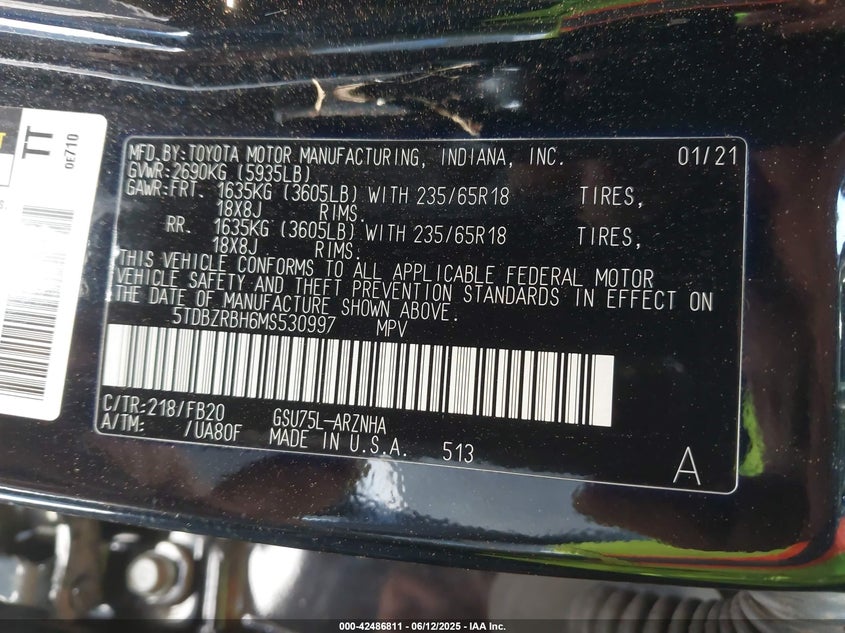 TT
0E710
MFD.BY:TOYOTA MOTOR MANUFACTURING, INDIANA, INC. 01/21
GVWR:2690KG (5935LB)
GAWR:FRT. 1635KG (3605LB) WITH 235/65R18 TIRES,
18X8J RIMS.
RR. 1635KG (3605LB) WITH 235/65R18 TIRES,
18X8J RIMS.
THIS VEHICLE CONFORMS TO ALL APPLICABLE FEDERAL MOTOR
VEHICLE SAFETY AND THEFT PREVENTION STANDARDS IN EFFECT ON
THE DATE OF MANUFACTURE SHOWN ABOVE.
5TDBZRBH6MS530997 MPV
C/TR:218/FB20 GSU75L-ARZNHA
A/TM: /UA80F MADE IN U.S.A. 513
A
000-42486811 - 06/12/2025 - IAA Inc.